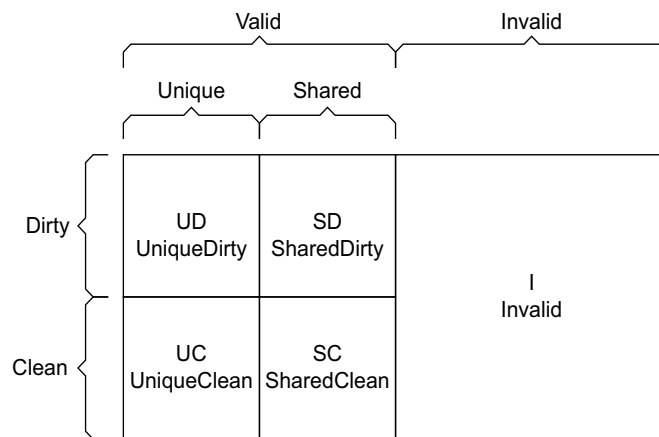 Valid Invalid
Unique Shared
Dirty
UD
UniqueDirty
SD
SharedDirty
I
Invalid
Clean
UC
UniqueClean
SC
SharedClean